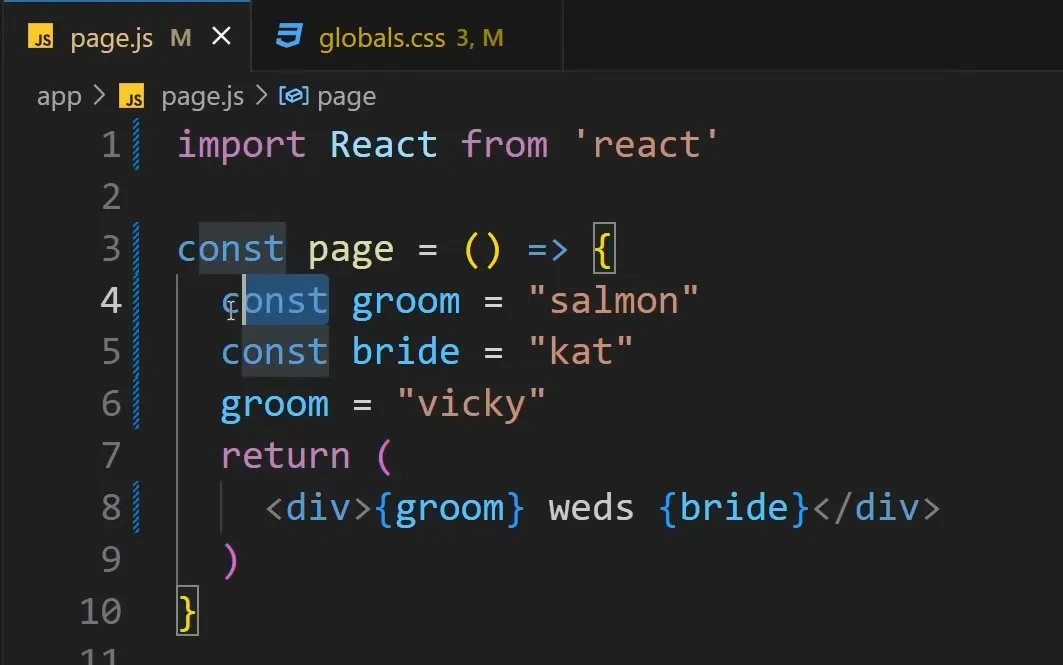 JS page.js M × globals.css 3, M
app > JS page.js > page
1 import React from 'react'
2
3 const page = () => {
4 const groom = "salmon"
5 const bride = "kat"
6 groom = "vicky"
7 return (
8 <div>{groom} weds {bride}</div>
9 )
10 }
11